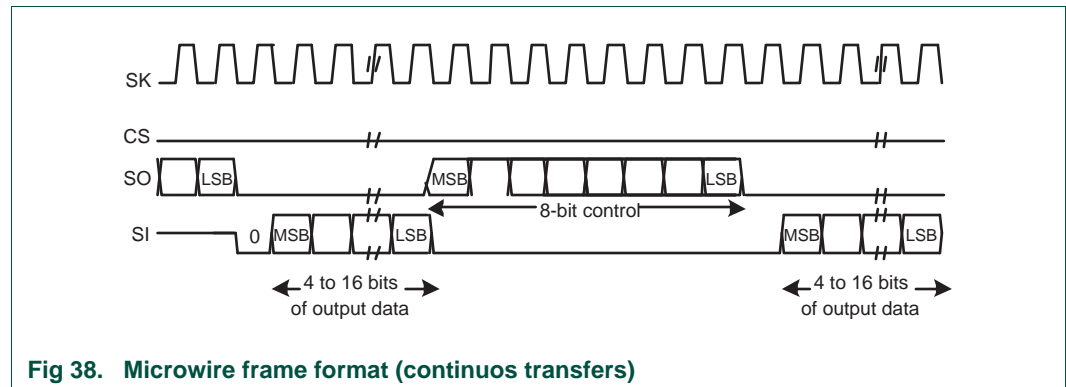 SK
CS
SO LSB MSB LSB
8-bit control
SI 0 MSB LSB MSB LSB
4 to 16 bits
of output data
4 to 16 bits
of output data
Fig 38. Microwire frame format (continuos transfers)